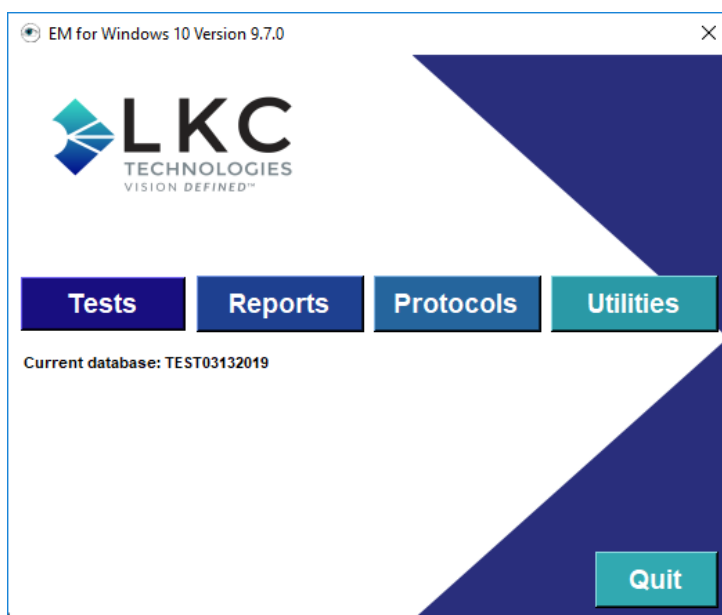 EM for Windows 10 Version 9.7.0
LKC
TECHNOLOGIES
VISION DEFINED™
Tests Reports Protocols Utilities
Current database: TEST03132019
Quit